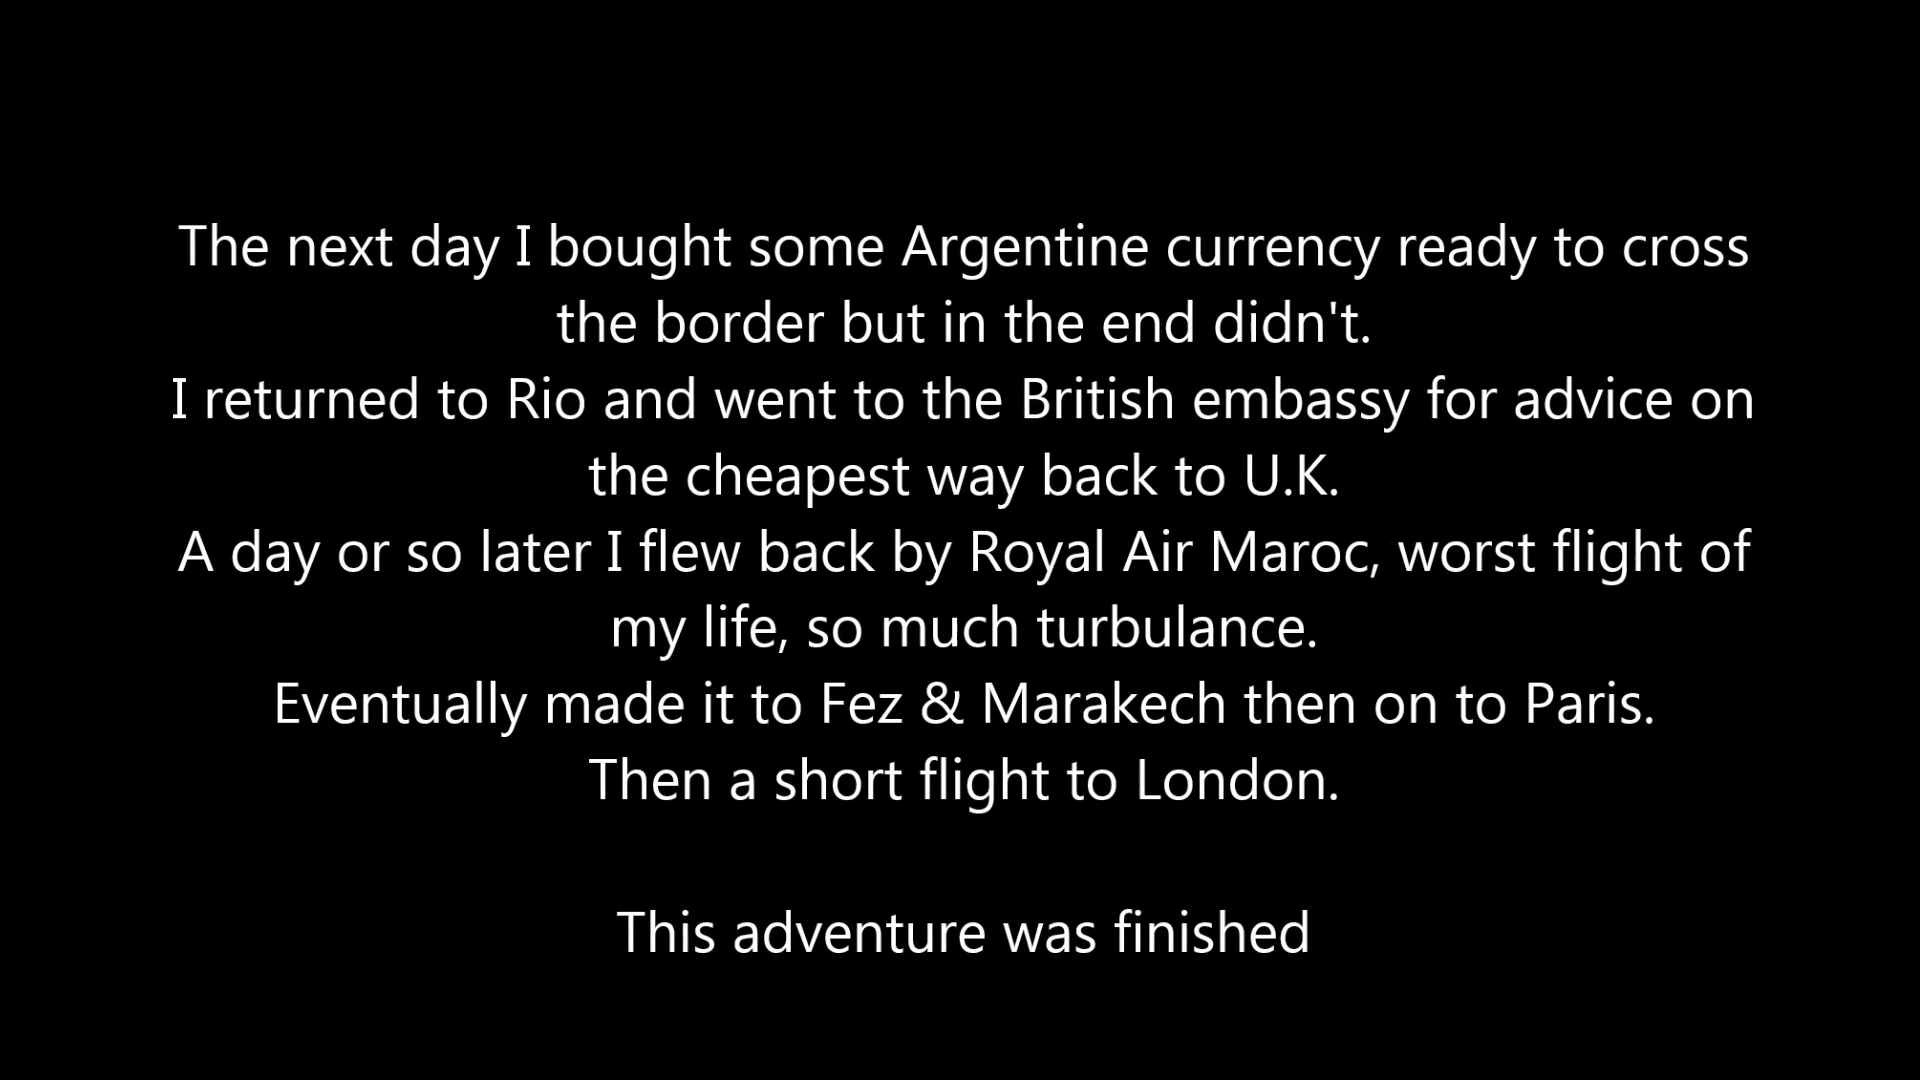 The next day I bought some Argentine currency ready to cross
the border but in the end didn't.
I returned to Rio and went to the British embassy for advice on
the cheapest way back to U.K.
A day or so later I flew back by Royal Air Maroc, worst flight of
my life, so much turbulance.
Eventually made it to Fez & Marakech then on to Paris.
Then a short flight to London.
This adventure was finished